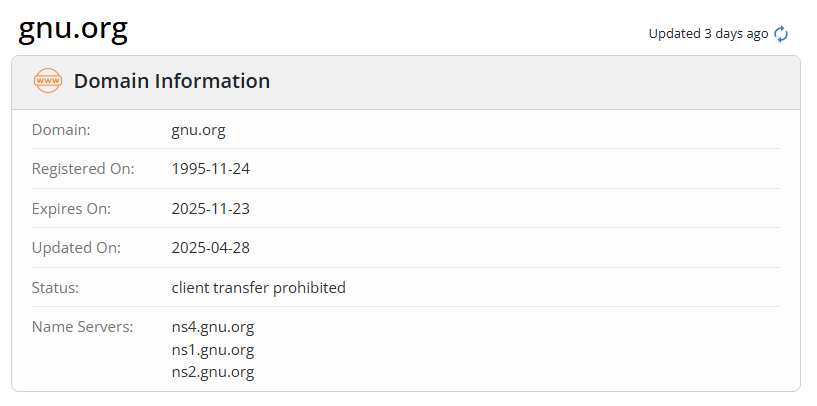 gnu.org
Updated 3 days ago
www
Domain Information
Domain: gnu.org
Registered On: 1995-11-24
Expires On: 2025-11-23
Updated On: 2025-04-28
Status: client transfer prohibited
Name Servers: ns4.gnu.org
ns1.gnu.org
ns2.gnu.org